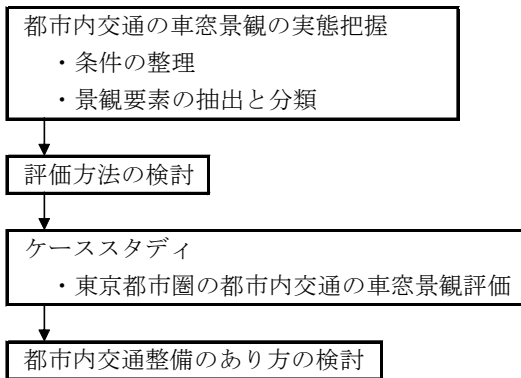 都市内交通の車窓景観の実態把握
・条件の整理
・景観要素の抽出と分類
評価方法の検討
ケーススタディ
・東京都市圏の都市内交通の車窓景観評価
都市内交通整備のあり方の検討